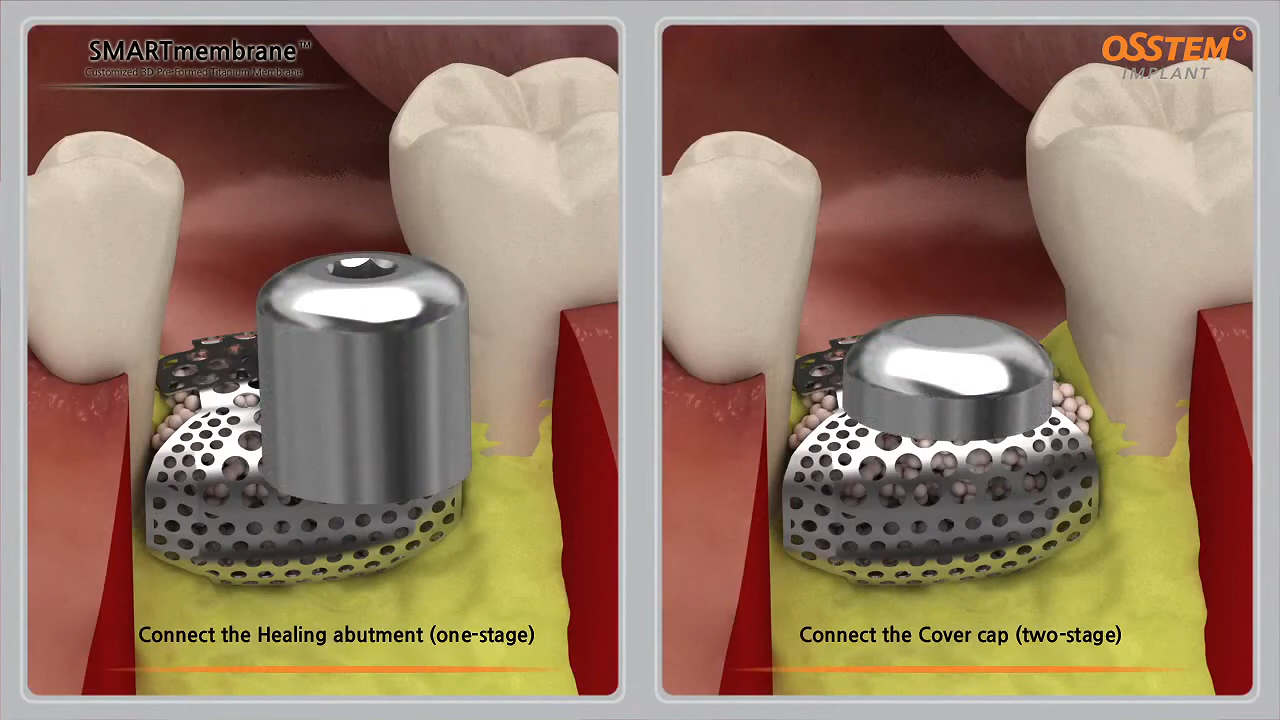 SMARTmembrane™
Customized 3D Pre-Formed Titanium Membrane
OSSTEM
IMPLANT
Connect the Healing abutment (one-stage)
Connect the Cover cap (two-stage)